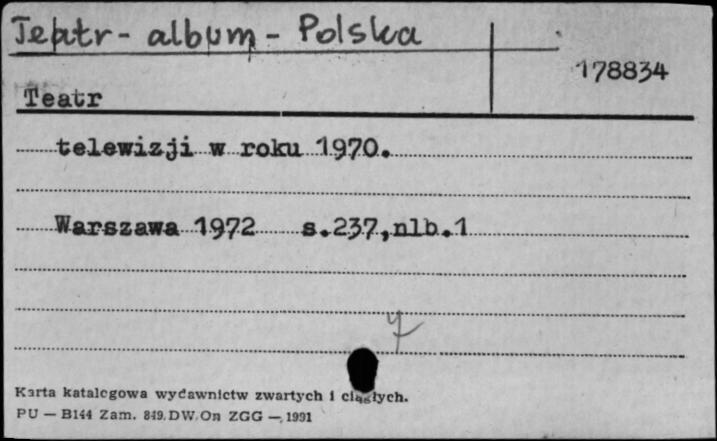 Teatr - album - Polska
178834
Teatr
telewizji w roku 1970.
Warszawa 1972 s.237,nlb.1
Karta katalogowa wydawnictw zwartych i ciągłych.
PU — B144 Zam. 849.DW.On ZGG — 1991